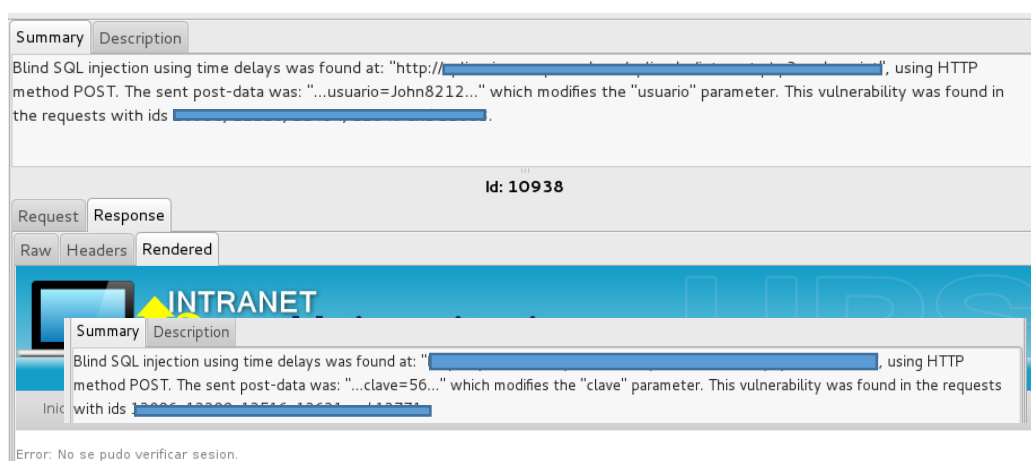 Summary Description
Blind SQL injection using time delays was found at: "http://", using HTTP
method POST. The sent post-data was: "...usuario=John8212..." which modifies the "usuario" parameter. This vulnerability was found in
the requests with ids .
Id: 10938
Request Response
Raw Headers Rendered
INTRANET
Summary Description
Blind SQL injection using time delays was found at: " , using HTTP
method POST. The sent post-data was: "...clave=56..." which modifies the "clave" parameter. This vulnerability was found in the requests
with ids
Error: No se pudo verificar sesion.